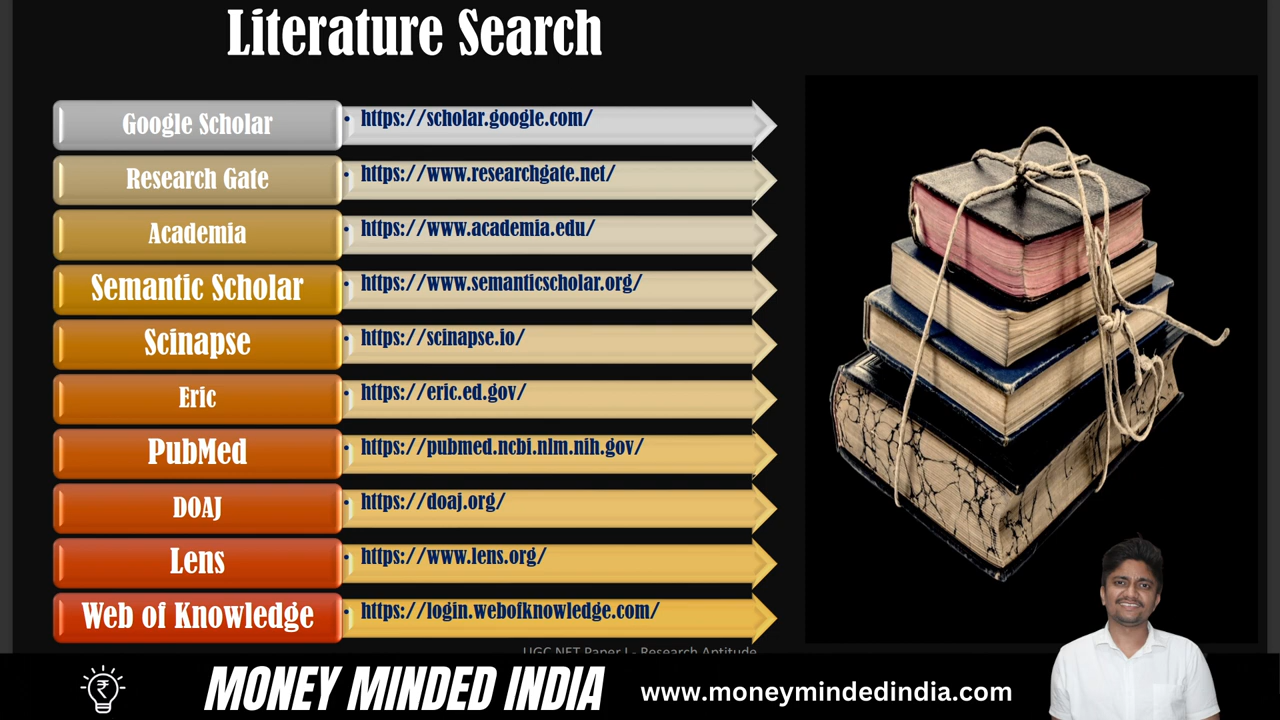 Literature Search
Google Scholar
• https://scholar.google.com/
Research Gate
• https://www.researchgate.net/
Academia
• https://www.academia.edu/
Semantic Scholar
• https://www.semanticscholar.org/
Scinapse
• https://scinapse.io/
Eric
• https://eric.ed.gov/
PubMed
• https://pubmed.ncbi.nlm.nih.gov/
DOAJ
• https://doaj.org/
Lens
• https://www.lens.org/
Web of Knowledge
• https://login.webofknowledge.com/
UGC NET Paper I - Research Aptitude
₹
MONEY MINDED INDIA
www.moneymindedindia.com